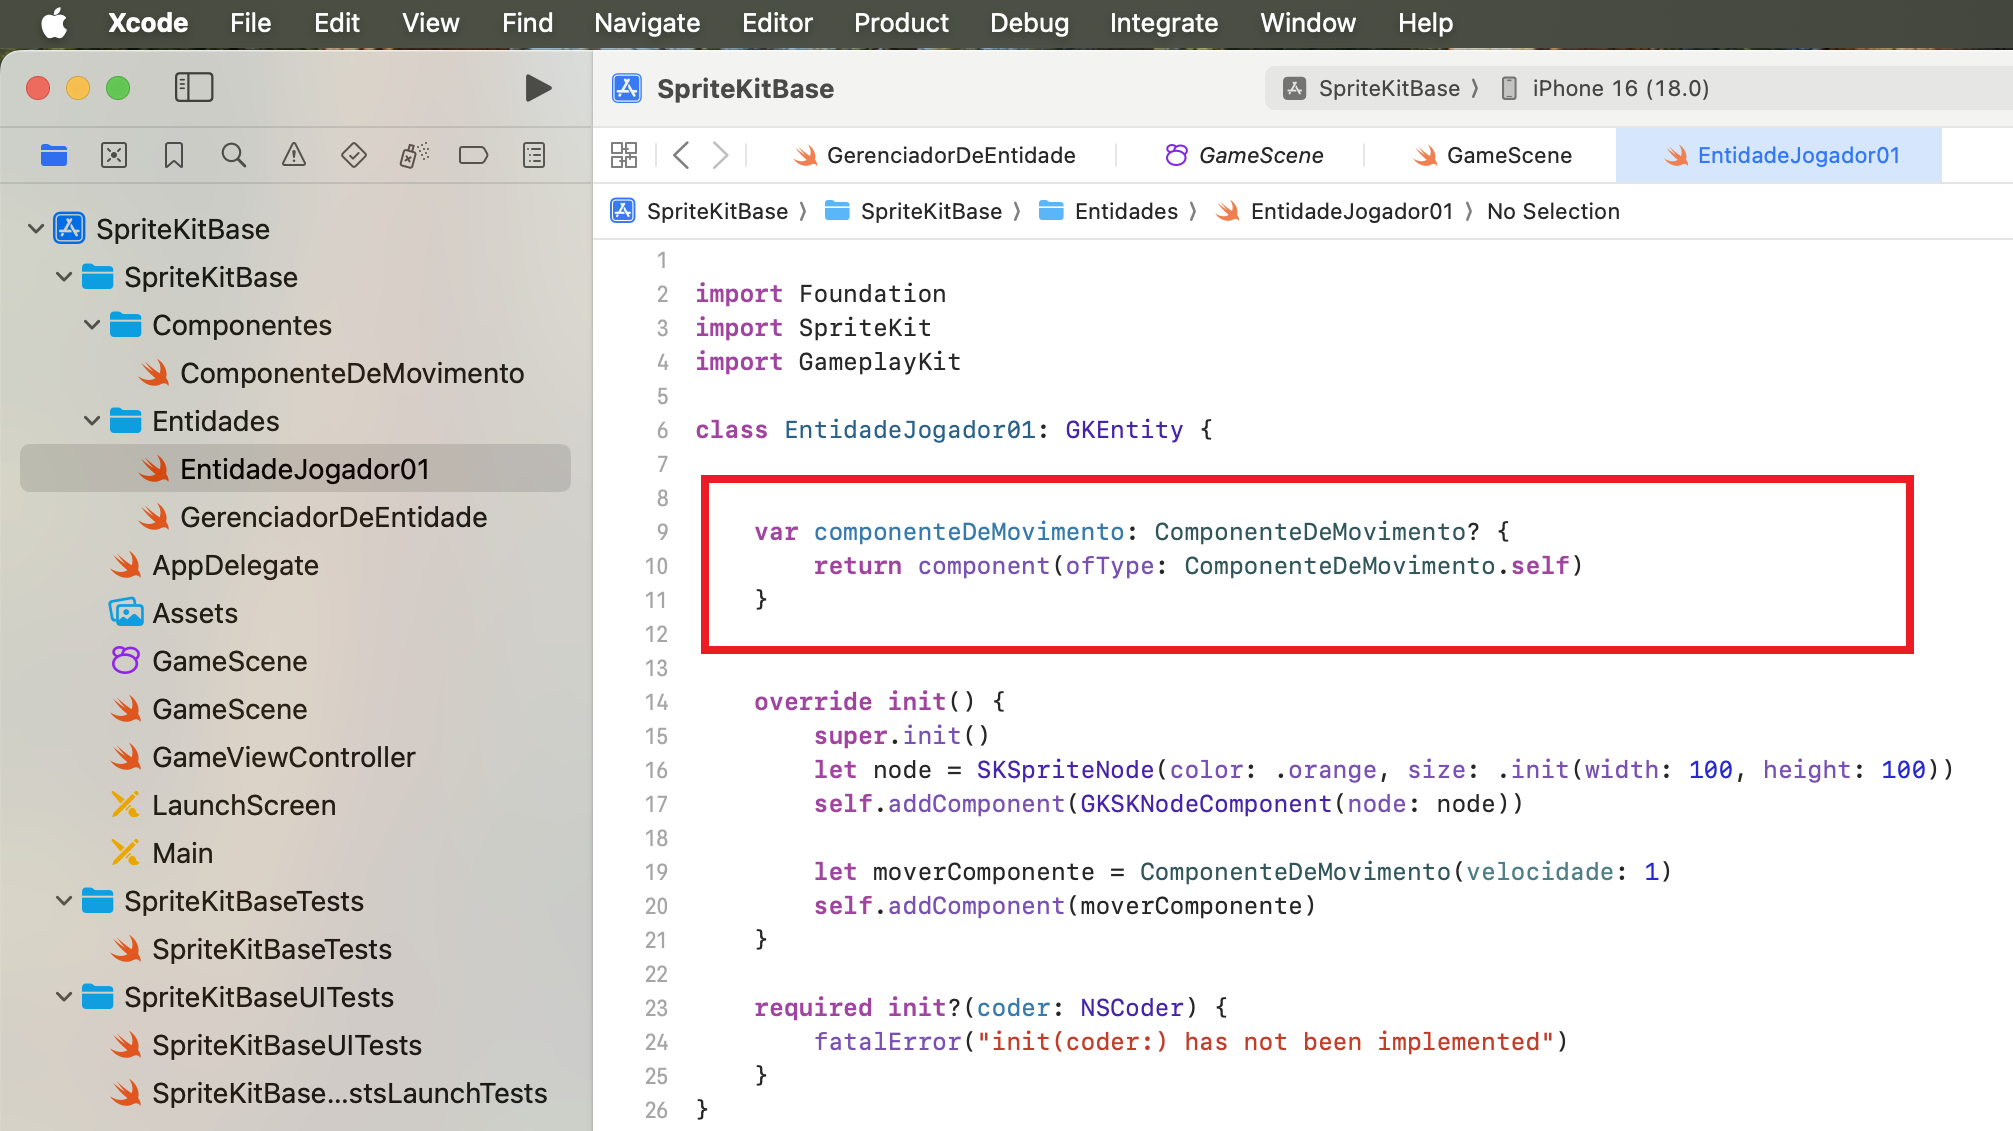 Xcode File Edit View Find Navigate Editor Product Debug Integrate Window Help
SpriteKitBase
SpriteKitBase 〉 iPhone 16 (18.0)
GerenciadorDeEntidade
GameScene
GameScene
EntidadeJogador01
SpriteKitBase 〉 SpriteKitBase 〉 Entidades 〉 EntidadeJogador01 〉 No Selection
SpriteKitBase
SpriteKitBase
Componentes
ComponenteDeMovimento
Entidades
EntidadeJogador01
GerenciadorDeEntidade
AppDelegate
Assets
GameScene
GameScene
GameViewController
LaunchScreen
Main
SpriteKitBaseTests
SpriteKitBaseTests
SpriteKitBaseUITests
SpriteKitBaseUITests
SpriteKitBase...stsLaunchTests
1
2 import Foundation
3 import SpriteKit
4 import GameplayKit
5
6 class EntidadeJogador01: GKEntity {
7
8
9 var componenteDeMovimento: ComponenteDeMovimento? {
10 return component(ofType: ComponenteDeMovimento.self)
11 }
12
13
14 override init() {
15 super.init()
16 let node = SKSpriteNode(color: .orange, size: .init(width: 100, height: 100))
17 self.addComponent(GKSKNodeComponent(node: node))
18
19 let moverComponente = ComponenteDeMovimento(velocidade: 1)
20 self.addComponent(moverComponente)
21 }
22
23 required init?(coder: NSCoder) {
24 fatalError("init(coder:) has not been implemented")
25 }
26 }